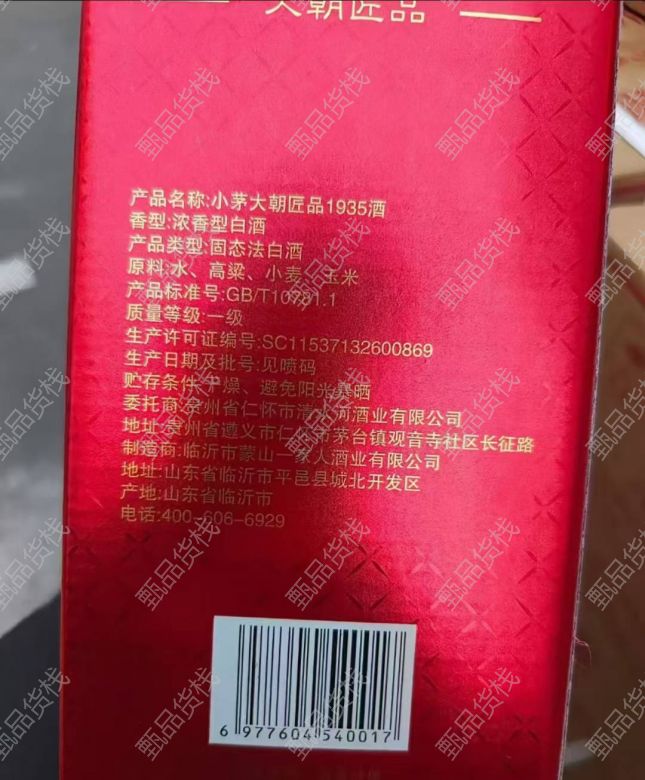 大朝匠品
产品名称:小茅大朝匠品1935酒
香型:浓香型白酒
产品类型:固态法白酒
原料:水、高粱、小麦、玉米
产品标准号:GB/T10781.1
质量等级:一级
生产许可证编号:SC11537132600869
生产日期及批号:见喷码
贮存条件:干燥、避免阳光暴晒
委托商:贵州省仁怀市清水河酒业有限公司
地址:贵州省遵义市仁怀市茅台镇观音寺社区长征路
制造商:临沂市蒙山一家人酒业有限公司
地址:山东省临沂市平邑县城北开发区
产地:山东省临沂市
电话:400-606-6929
6 977604 540017
甄品货栈